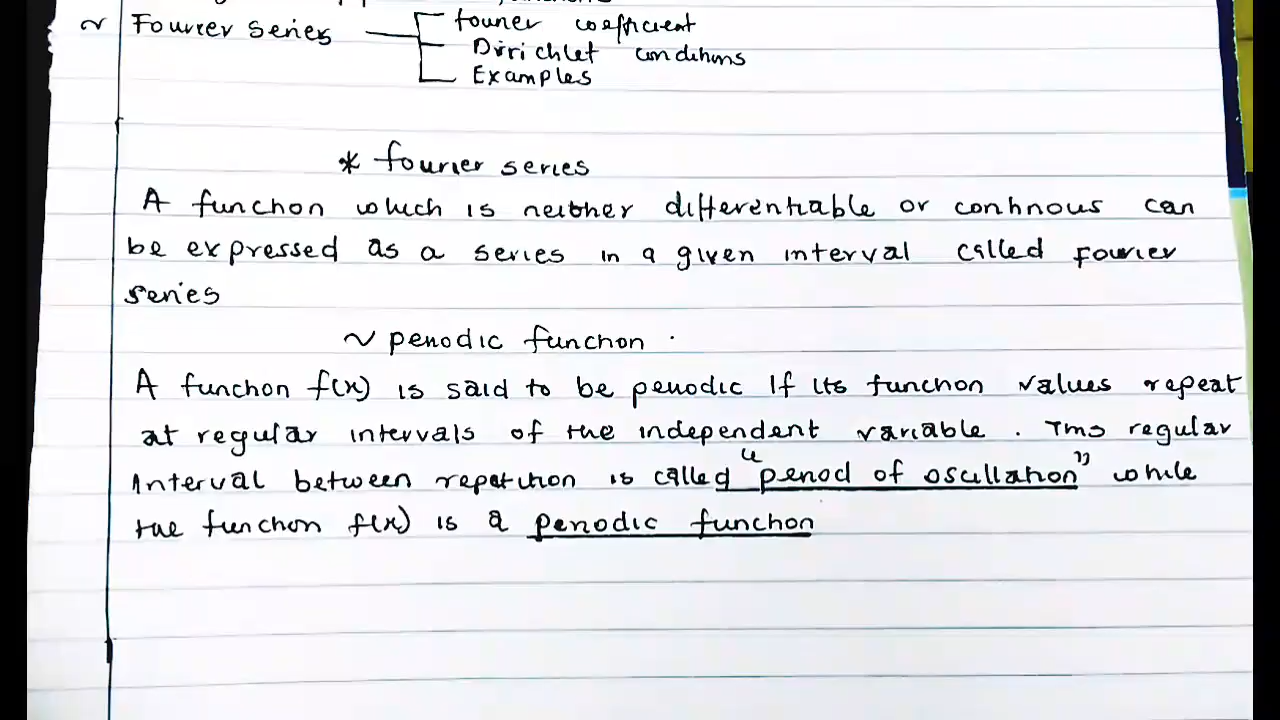 ~ Fourier series
fourier coefficient
Dirichlet conditions
Examples
* fourier series
A function which is neither differentiable or continous can
be expressed as a series in a given interval called Fourier
series
~ periodic function .
A function f(x) is said to be periodic if its function values repeat
at regular intervals of the independent variable . This regular
Interval between repetition is called "period of oscillation" while
the function f(x) is a periodic function